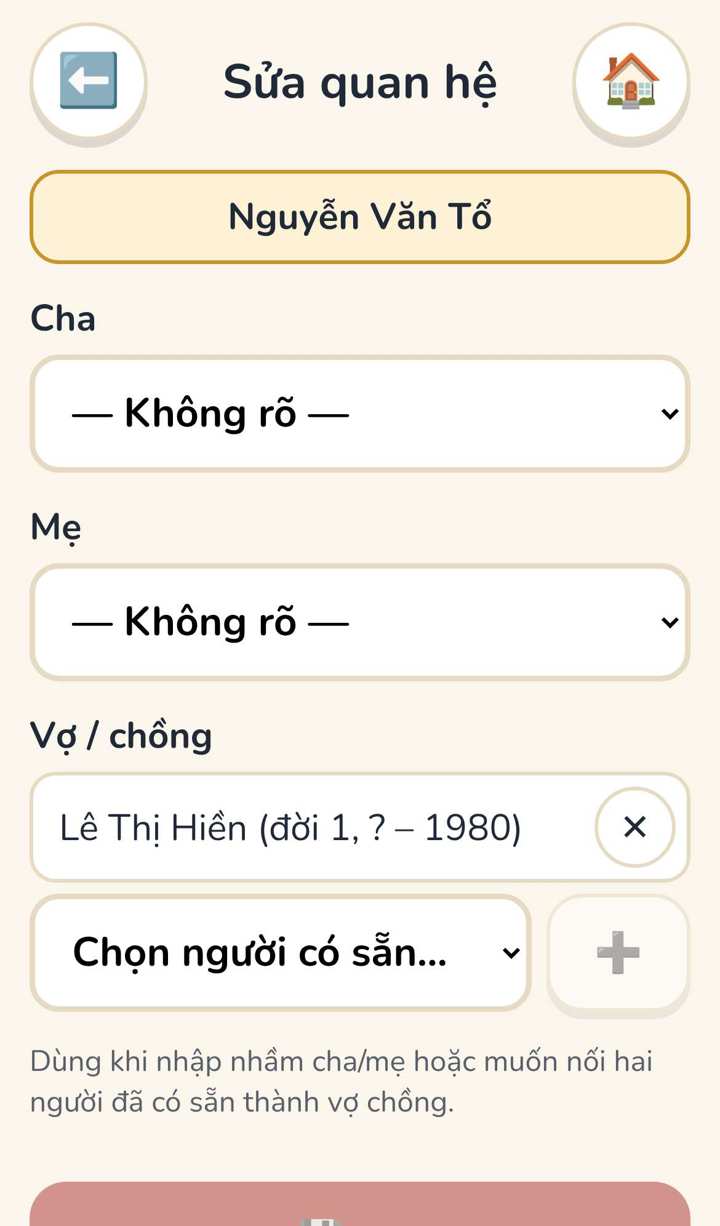 Sửa quan hệ
Nguyễn Văn Tổ
Cha
— Không rõ —
Mẹ
— Không rõ —
Vợ / chồng
Lê Thị Hiền (đời 1, ? – 1980)
Chọn người có sẵn...
Dùng khi nhập nhầm cha/mẹ hoặc muốn nối hai
người đã có sẵn thành vợ chồng.